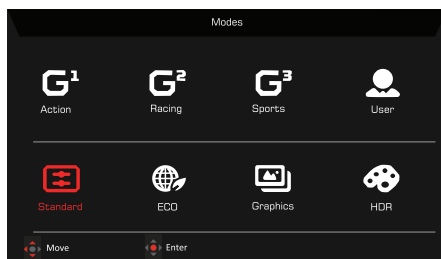 Modes
G¹ G² G³
Action Racing Sports User
Standard ECO Graphics HDR
Move Enter